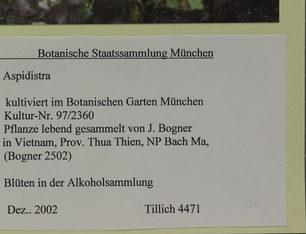 Botanische Staatssammlung München
Aspidistra
kultiviert im Botanischen Garten München
Kultur-Nr. 97/2360
Pflanze lebend gesammelt von J. Bogner
in Vietnam, Prov. Thua Thien, NP Bach Ma,
(Bogner 2502)
Blüten in der Alkoholsammlung
Dez.. 2002 Tillich 4471